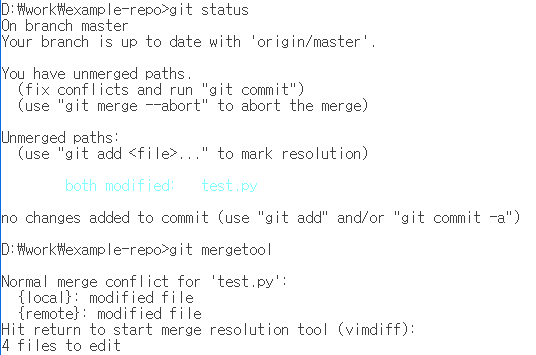 D:₩work₩example-repo>git status
On branch master
Your branch is up to date with 'origin/master'.
You have unmerged paths.
(fix conflicts and run "git commit")
(use "git merge --abort" to abort the merge)
Unmerged paths:
(use "git add <file>..." to mark resolution)
both modified:   test.py
no changes added to commit (use "git add" and/or "git commit -a")
D:₩work₩example-repo>git mergetool
Normal merge conflict for 'test.py':
{local}: modified file
{remote}: modified file
Hit return to start merge resolution tool (vimdiff):
4 files to edit